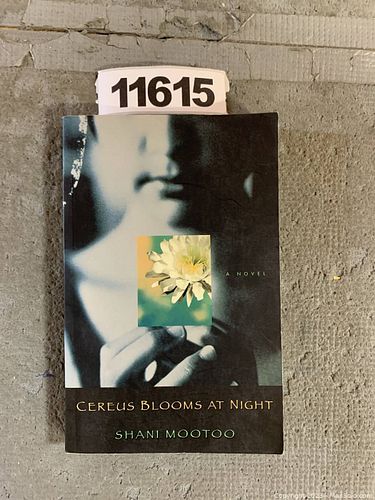 11615
A NOVEL
CEREUS BLOOMS AT NIGHT
SHANI MOOTOO